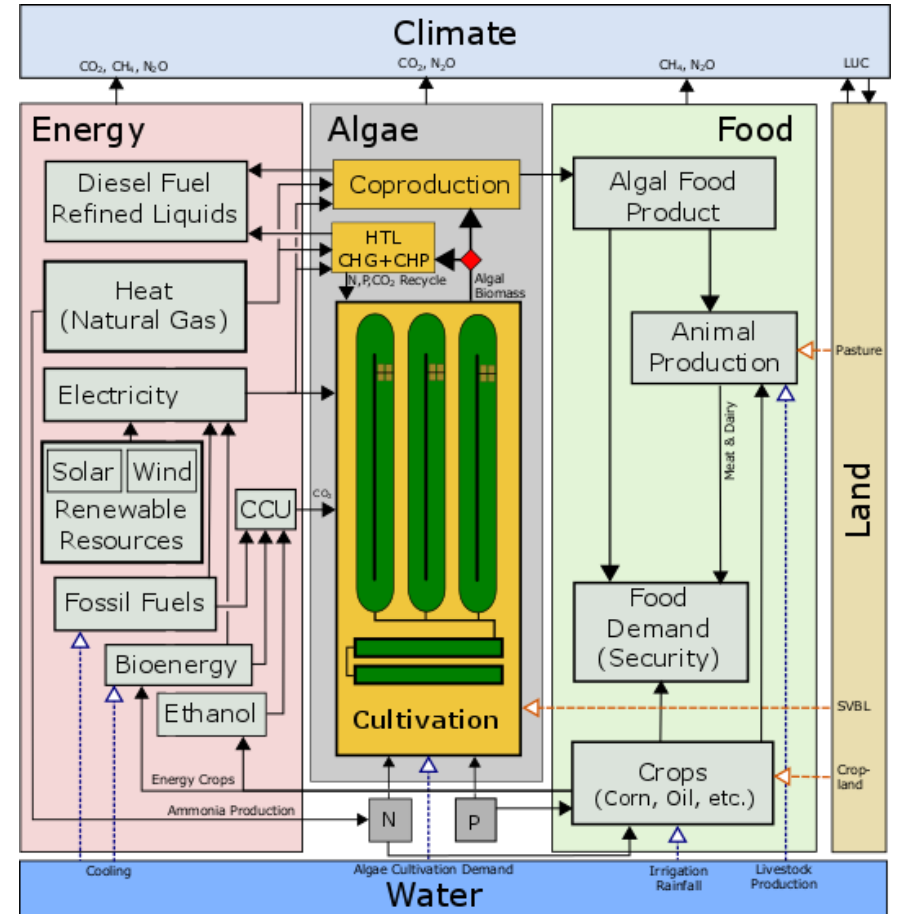 Climate
CO₂, CH₄, N₂O
CO₂, N₂O
CH₄, N₂O
LUC
Energy
Algae
Food
Diesel Fuel
Refined Liquids
Coproduction
Algal Food
Product
HTL
CHG+CHP
N,P,CO₂ Recycle
Algal
Biomass
Heat
(Natural Gas)
Animal
Production
Pasture
Electricity
Solar
Wind
Renewable
Resources
CCU
CO₂
Meat & Dairy
Land
Fossil Fuels
Food
Demand
(Security)
Bioenergy
Ethanol
Cultivation
SVBL
Energy Crops
Crops
(Corn, Oil, etc.)
Crop-
land
Ammonia Production
N
P
Cooling
Algae Cultivation Demand
Irrigation
Rainfall
Livestock
Production
Water